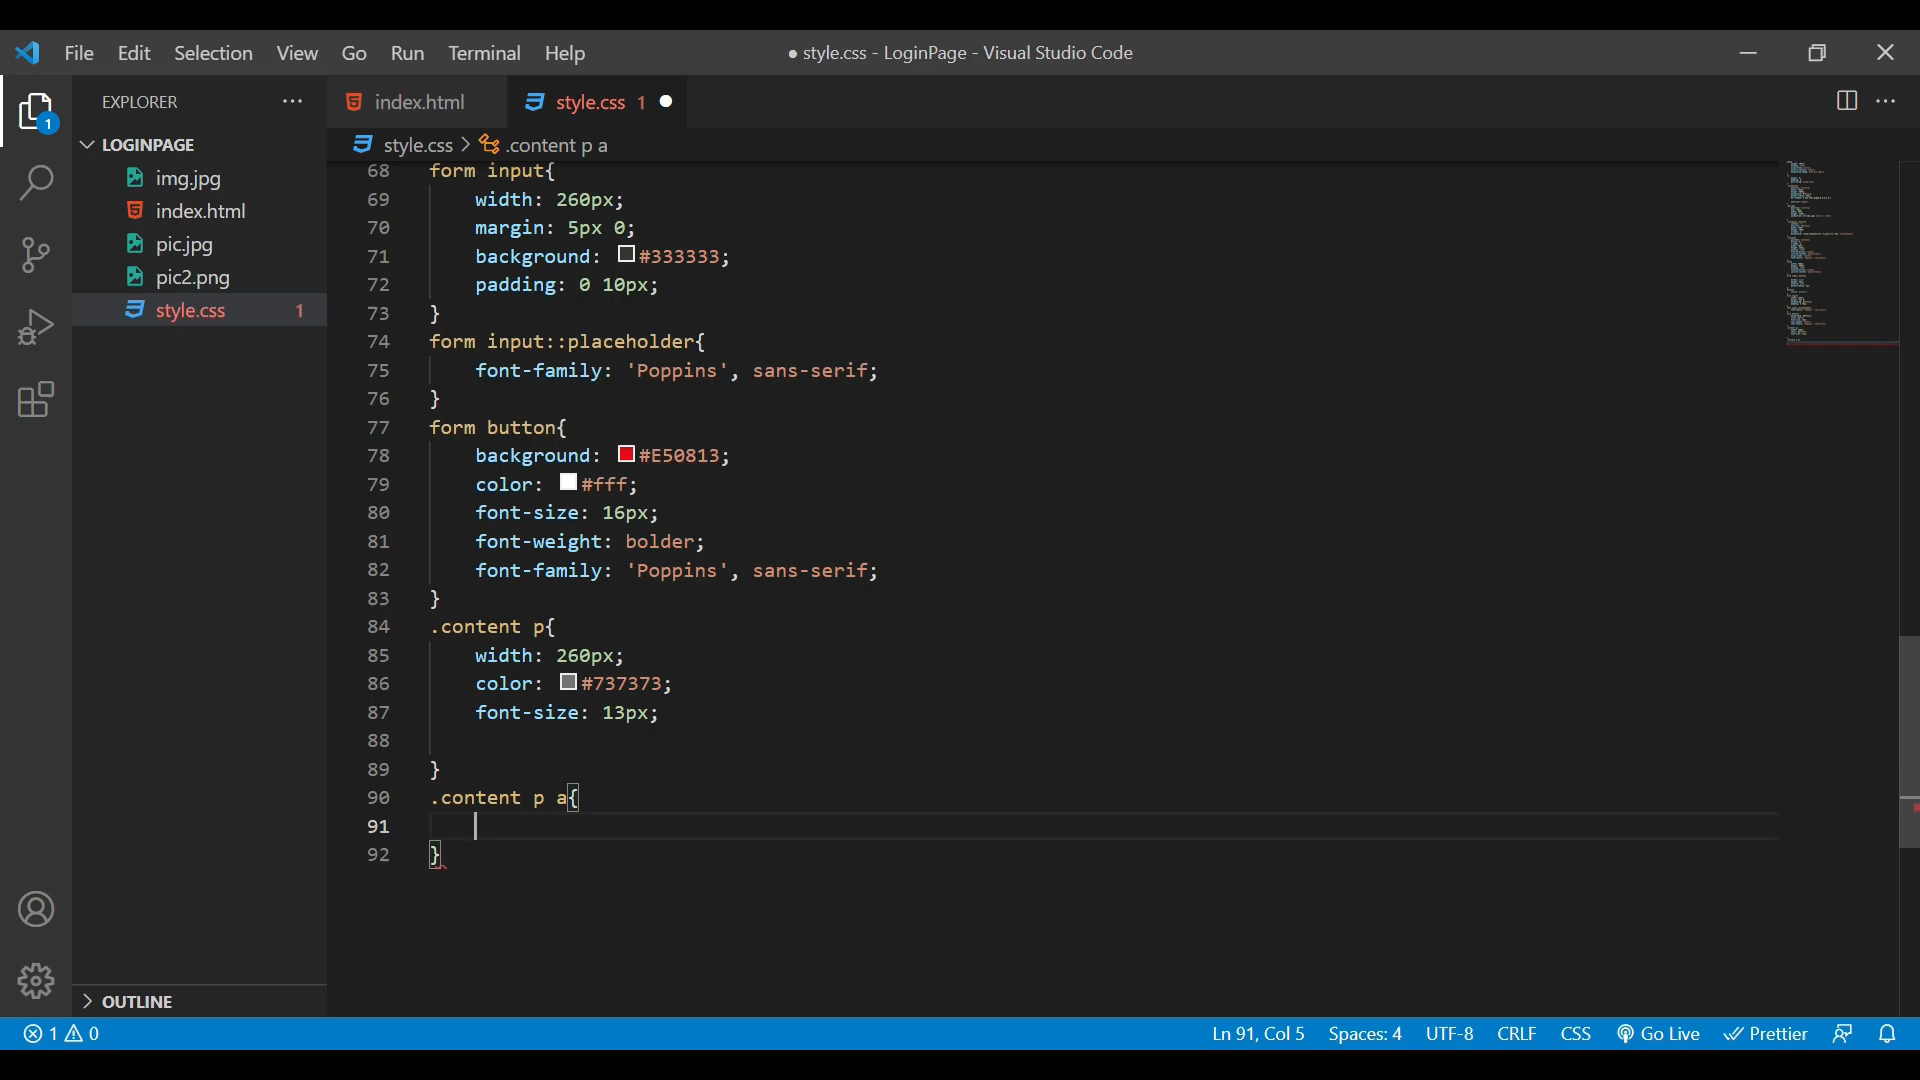 File Edit Selection View Go Run Terminal Help
● style.css - LoginPage - Visual Studio Code
EXPLORER
index.html
style.css 1
LOGINPAGE
style.css > .content p a
img.jpg
index.html
pic.jpg
pic2.png
style.css 1
68 form input{
69 width: 260px;
70 margin: 5px 0;
71 background: #333333;
72 padding: 0 10px;
73 }
74 form input::placeholder{
75 font-family: 'Poppins', sans-serif;
76 }
77 form button{
78 background: #E50813;
79 color: #fff;
80 font-size: 16px;
81 font-weight: bolder;
82 font-family: 'Poppins', sans-serif;
83 }
84 .content p{
85 width: 260px;
86 color: #737373;
87 font-size: 13px;
88
89 }
90 .content p a{
91
92 }
1
OUTLINE
1 0
Ln 91, Col 5 Spaces: 4 UTF-8 CRLF CSS Go Live Prettier